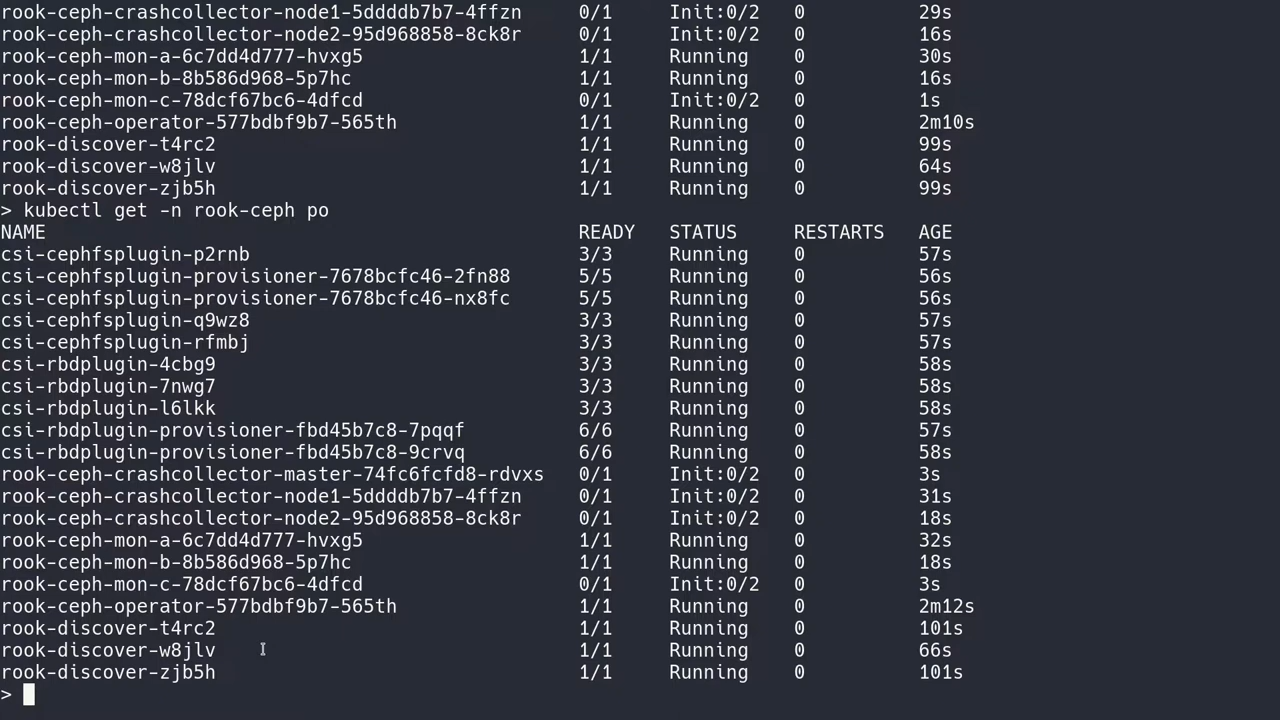 rook-ceph-crashcollector-node1-5ddddb7b7-4ffzn 0/1 Init:0/2 0 29s
rook-ceph-crashcollector-node2-95d968858-8ck8r 0/1 Init:0/2 0 16s
rook-ceph-mon-a-6c7dd4d777-hvxg5 1/1 Running 0 30s
rook-ceph-mon-b-8b586d968-5p7hc 1/1 Running 0 16s
rook-ceph-mon-c-78dcf67bc6-4dfcd 0/1 Init:0/2 0 1s
rook-ceph-operator-577bdbf9b7-565th 1/1 Running 0 2m10s
rook-discover-t4rc2 1/1 Running 0 99s
rook-discover-w8jlv 1/1 Running 0 64s
rook-discover-zjb5h 1/1 Running 0 99s
> kubectl get -n rook-ceph po
NAME READY STATUS RESTARTS AGE
csi-cephfsplugin-p2rnb 3/3 Running 0 57s
csi-cephfsplugin-provisioner-7678bcfc46-2fn88 5/5 Running 0 56s
csi-cephfsplugin-provisioner-7678bcfc46-nx8fc 5/5 Running 0 56s
csi-cephfsplugin-q9wz8 3/3 Running 0 57s
csi-cephfsplugin-rfmbj 3/3 Running 0 57s
csi-rbdplugin-4cbg9 3/3 Running 0 58s
csi-rbdplugin-7nwg7 3/3 Running 0 58s
csi-rbdplugin-l6lkk 3/3 Running 0 58s
csi-rbdplugin-provisioner-fbd45b7c8-7pqqf 6/6 Running 0 57s
csi-rbdplugin-provisioner-fbd45b7c8-9crvq 6/6 Running 0 58s
rook-ceph-crashcollector-master-74fc6fcfd8-rdvxs 0/1 Init:0/2 0 3s
rook-ceph-crashcollector-node1-5ddddb7b7-4ffzn 0/1 Init:0/2 0 31s
rook-ceph-crashcollector-node2-95d968858-8ck8r 0/1 Init:0/2 0 18s
rook-ceph-mon-a-6c7dd4d777-hvxg5 1/1 Running 0 32s
rook-ceph-mon-b-8b586d968-5p7hc 1/1 Running 0 18s
rook-ceph-mon-c-78dcf67bc6-4dfcd 0/1 Init:0/2 0 3s
rook-ceph-operator-577bdbf9b7-565th 1/1 Running 0 2m12s
rook-discover-t4rc2 1/1 Running 0 101s
rook-discover-w8jlv 1/1 Running 0 66s
rook-discover-zjb5h 1/1 Running 0 101s
>